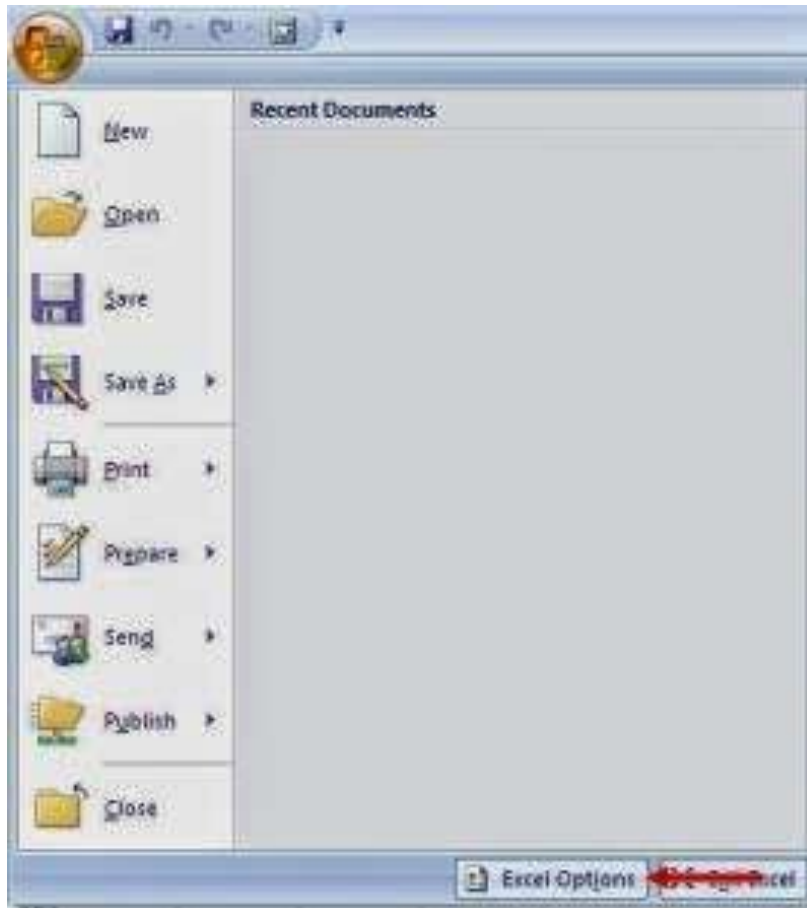 Recent Documents
New
Open
Save
Save As
Print
Prepare
Send
Publish
Close
Excel Options